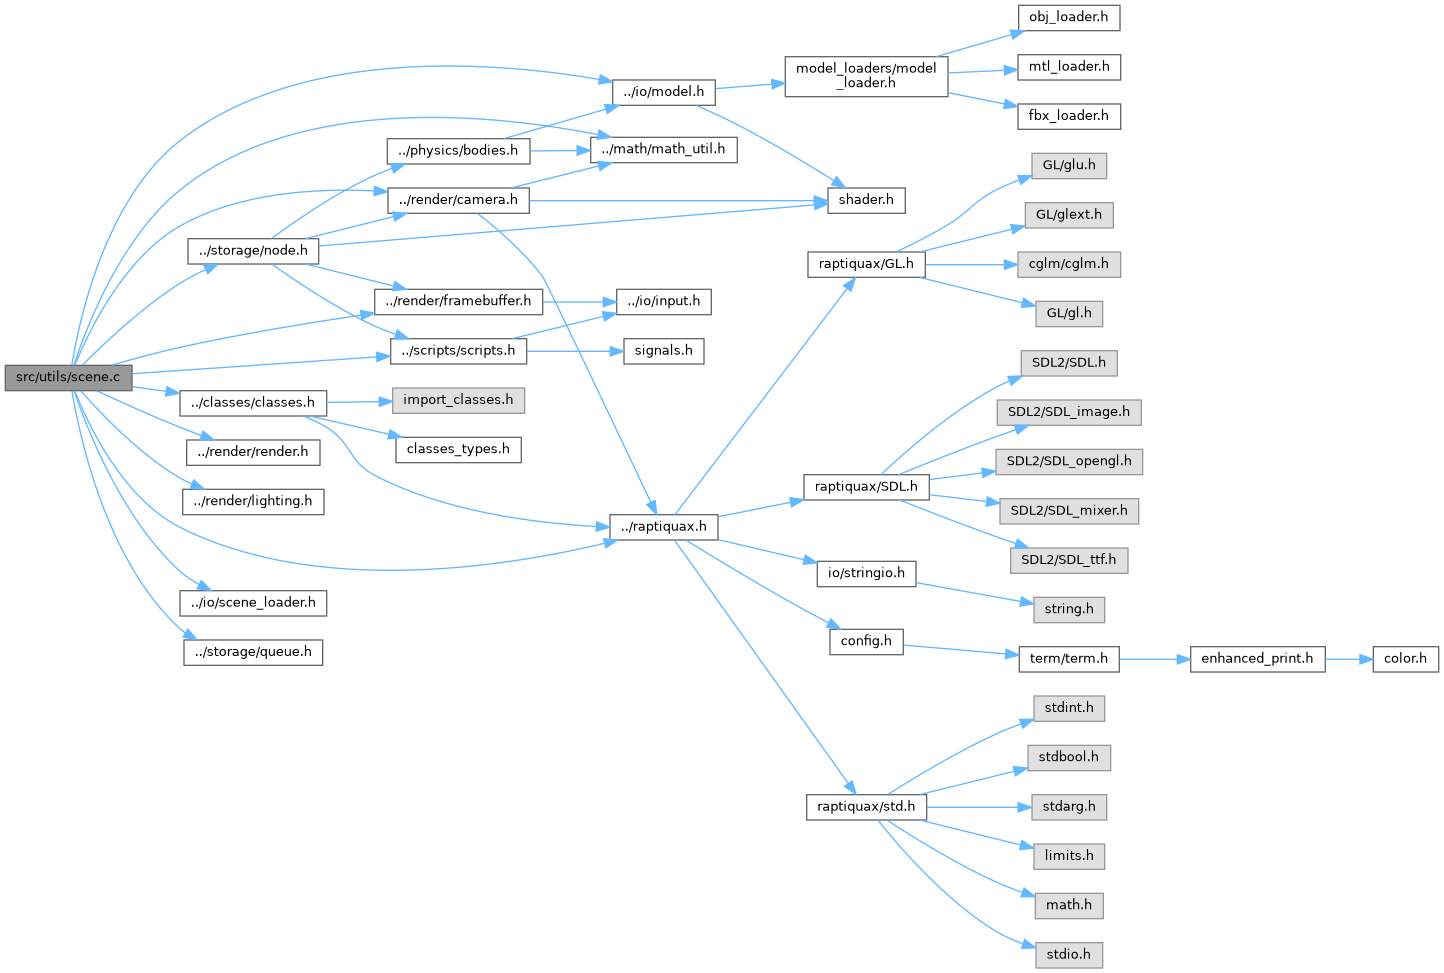 src/utils/scene.c
../io/model.h
../math/math_util.h
../physics/bodies.h
../render/camera.h
../storage/node.h
../render/framebuffer.h
../scripts/scripts.h
../classes/classes.h
../render/render.h
../render/lighting.h
../io/scene_loader.h
../storage/queue.h
../io/input.h
signals.h
import_classes.h
classes_types.h
../raptiquax.h
model_loaders/model
_loader.h
shader.h
obj_loader.h
mtl_loader.h
fbx_loader.h
raptiquax/GL.h
GL/glu.h
GL/glext.h
cglm/cglm.h
GL/gl.h
raptiquax/SDL.h
SDL2/SDL.h
SDL2/SDL_image.h
SDL2/SDL_opengl.h
SDL2/SDL_mixer.h
SDL2/SDL_ttf.h
io/stringio.h
string.h
config.h
term/term.h
enhanced_print.h
color.h
raptiquax/std.h
stdint.h
stdbool.h
stdarg.h
limits.h
math.h
stdio.h